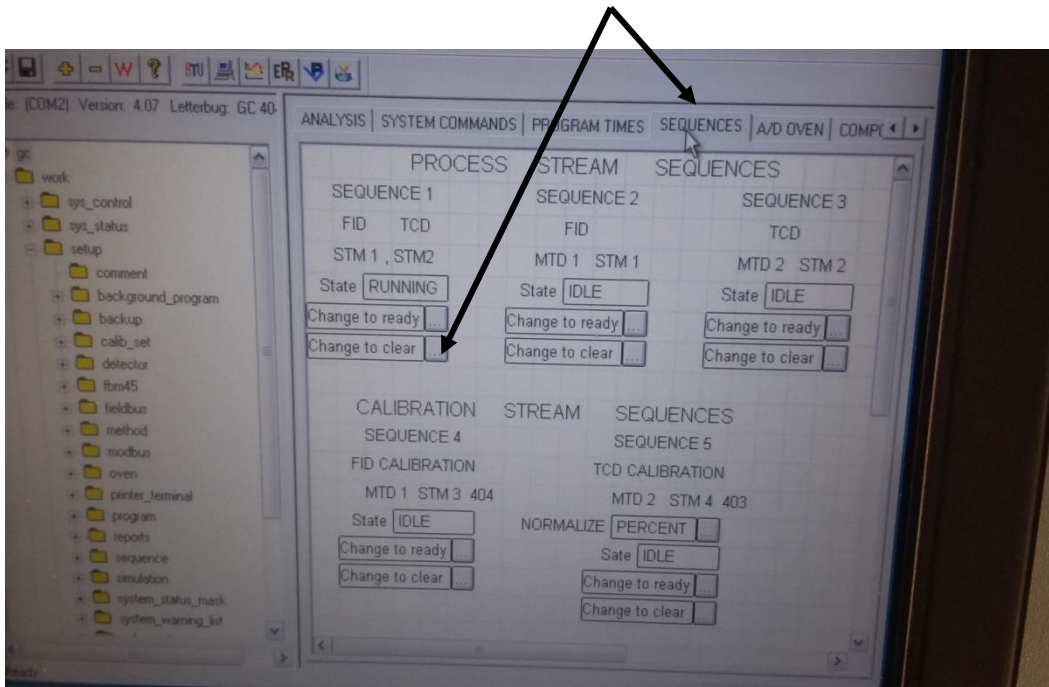 W ? BTU ERR
(COM2) Version: 4.07 Letterbug: GC 40
gc
work
sys_control
sys_status
setup
comment
background_program
backup
calib_set
detector
fbm45
fieldbus
method
modbus
oven
printer_terminal
program
reports
sequence
simulation
system_status_mask
system_warning_list
Ready
ANALYSIS SYSTEM COMMANDS PROGRAM TIMES SEQUENCES A/D OVEN COMP(
PROCESS STREAM SEQUENCES
SEQUENCE 1 SEQUENCE 2 SEQUENCE 3
FID TCD FID TCD
STM 1 , STM2 MTD 1 STM 1 MTD 2 STM 2
State RUNNING State IDLE State IDLE
Change to ready ... Change to ready ... Change to ready ...
Change to clear ... Change to clear ... Change to clear ...
CALIBRATION STREAM SEQUENCES
SEQUENCE 4 SEQUENCE 5
FID CALIBRATION TCD CALIBRATION
MTD 1 STM 3 404 MTD 2 STM 4 403
State IDLE NORMALIZE PERCENT ...
Change to ready ... Sate IDLE
Change to clear ... Change to ready ...
Change to clear ...